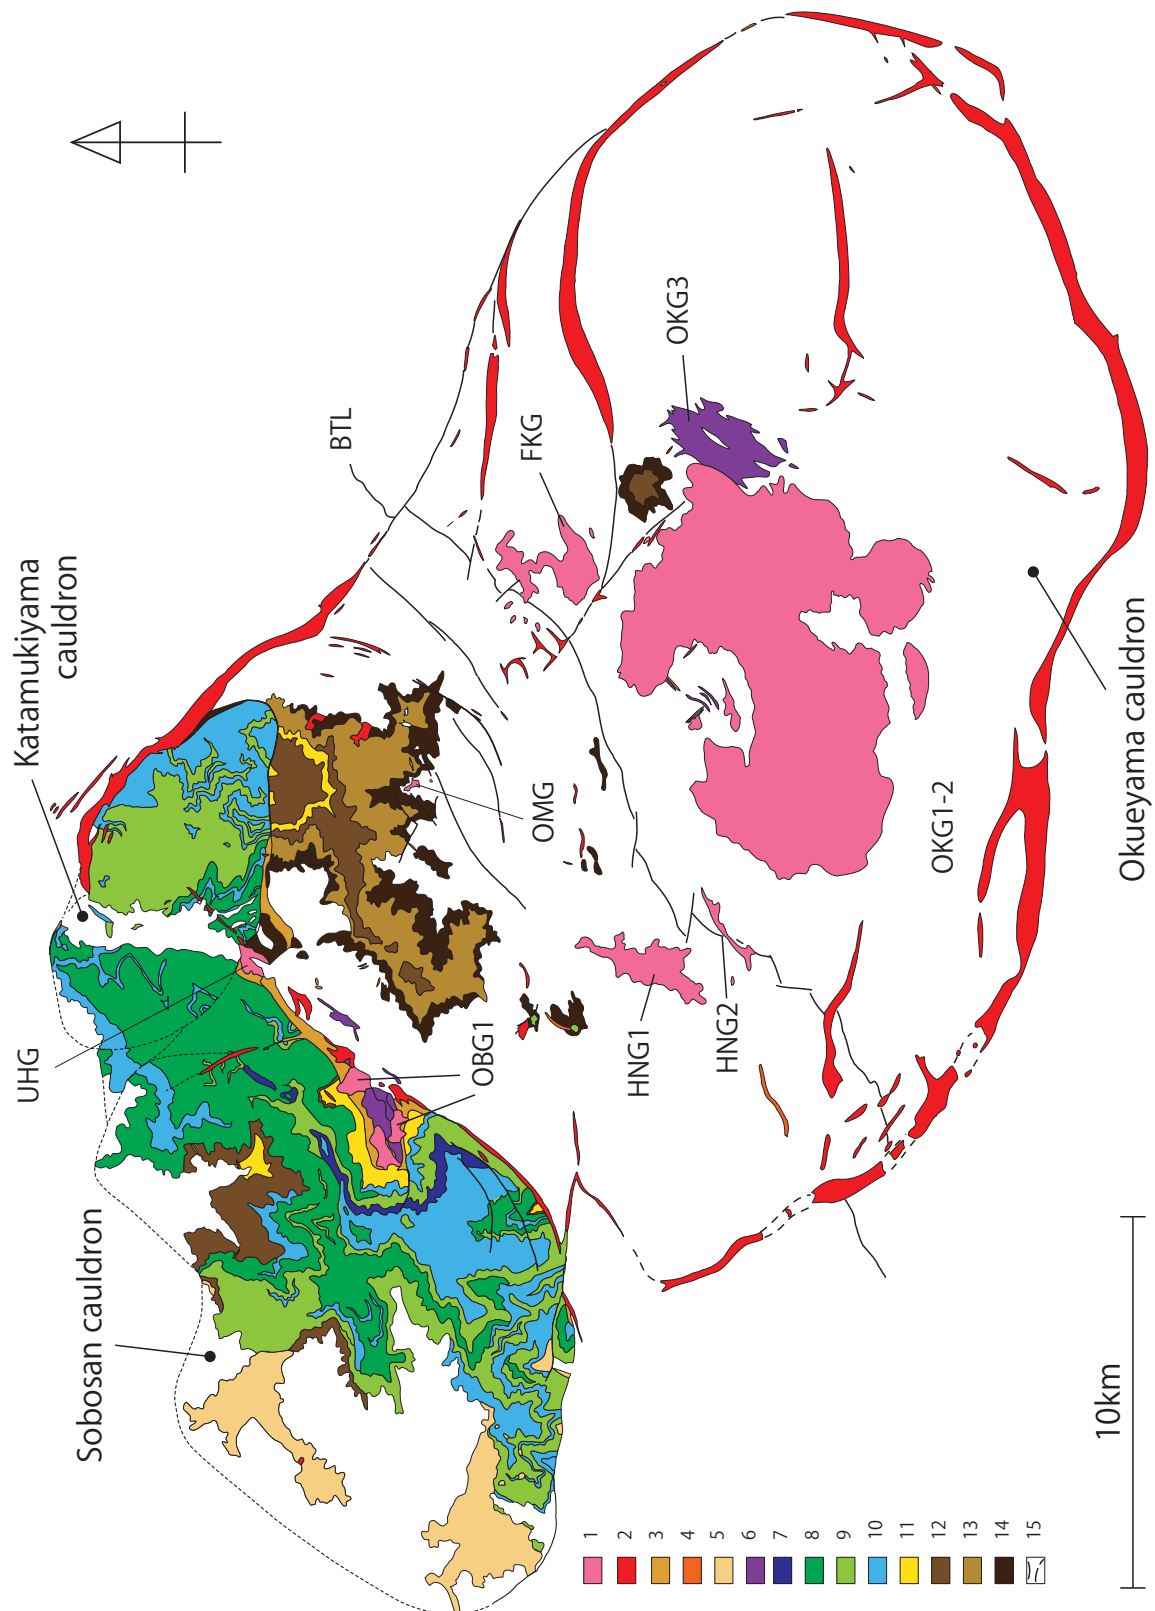 Katamukiyama
cauldron
BTL
FKG
OKG3
UHG
OMG
OBG1
Sobosan cauldron
HNG1
HNG2
OKG1-2
Okueyama cauldron
10km
1
2
3
4
5
6
7
8
9
10
11
12
13
14
15